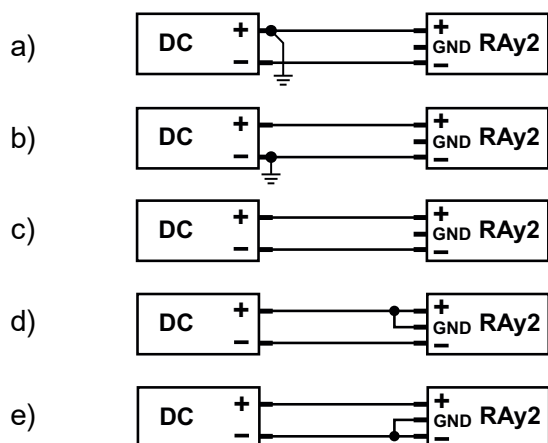 a) DC + − + GND − RAy2
b) DC + − + GND − RAy2
c) DC + − + GND − RAy2
d) DC + − + GND − RAy2
e) DC + − + GND − RAy2